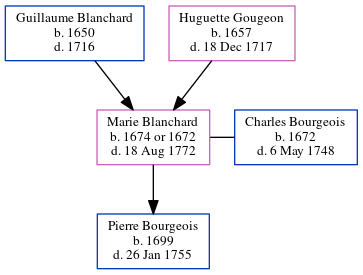 Guillaume Blanchard
b. 1650
d. 1716
Huguette Gougeon
b. 1657
d. 18 Dec 1717
Marie Blanchard
b. 1674 or 1672
d. 18 Aug 1772
Charles Bourgeois
b. 1672
d. 6 May 1748
Pierre Bourgeois
b. 1699
d. 26 Jan 1755